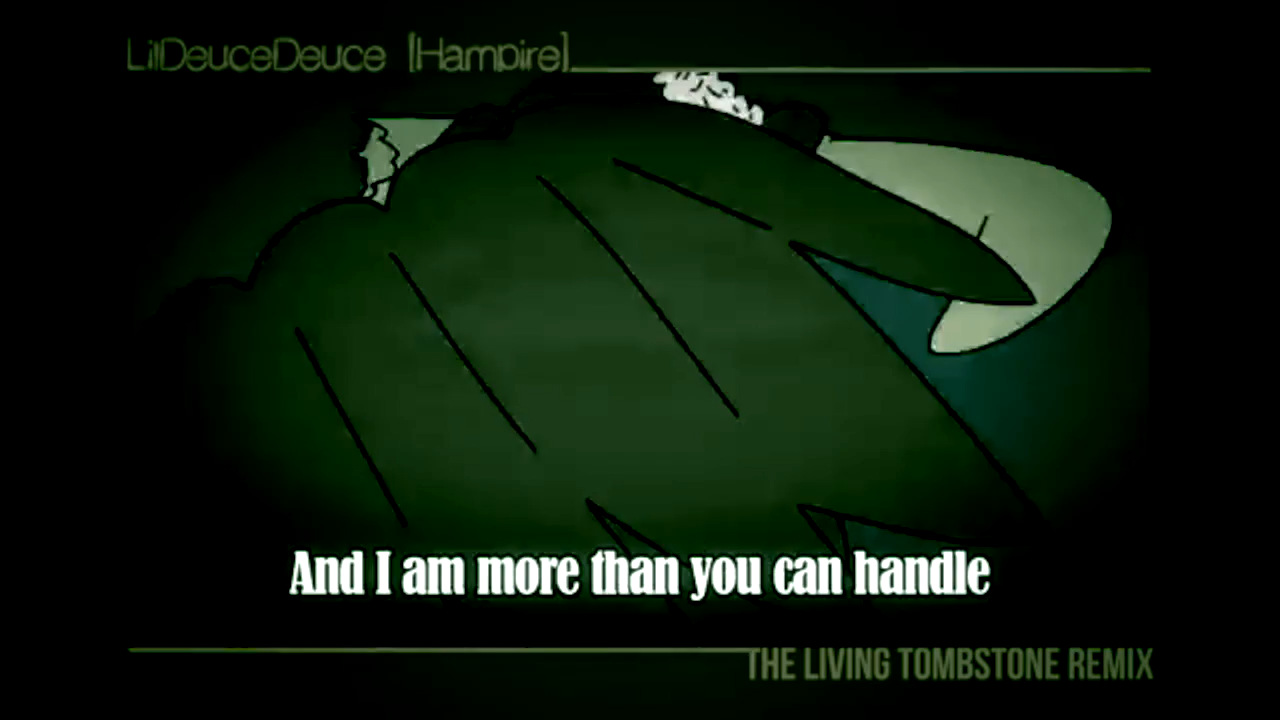 LilDeuceDeuce [Hampire]
And I am more than you can handle
THE LIVING TOMBSTONE REMIX